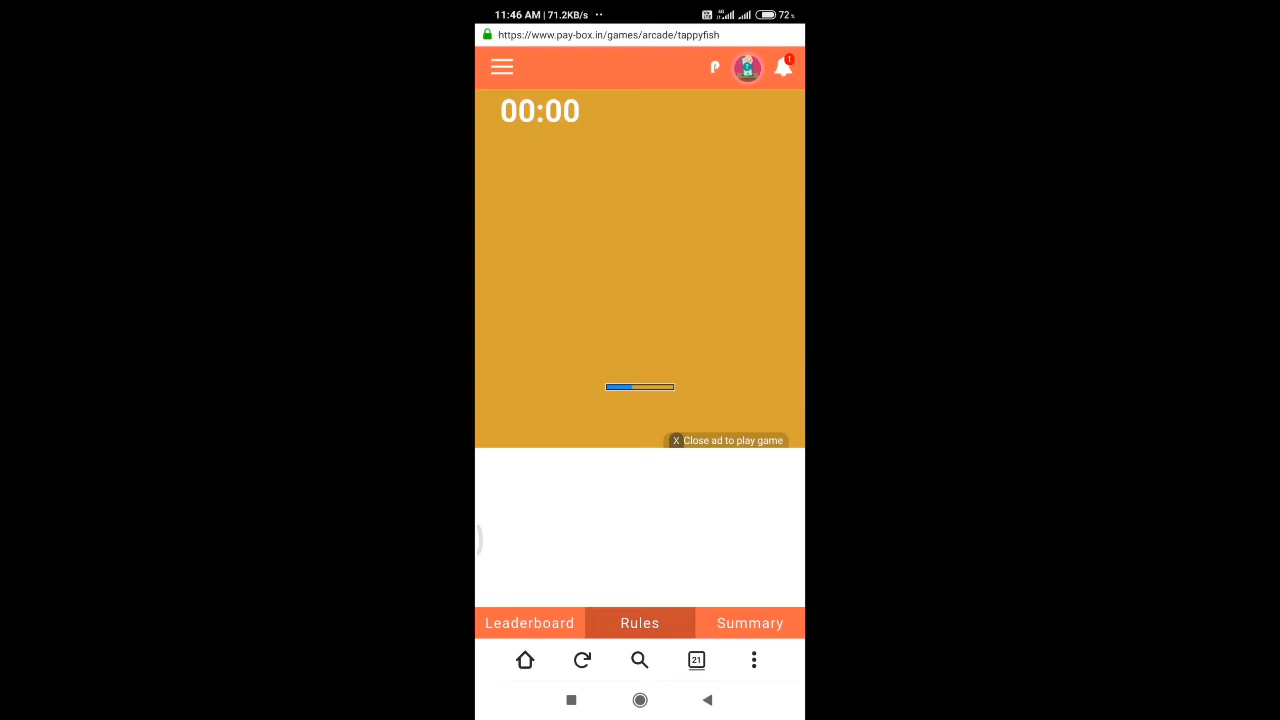 11:46 AM | 71.2KB/s ·· 72%
https://www.pay-box.in/games/arcade/tappyfish
1
00:00
X Close ad to play game
Leaderboard Rules Summary
21